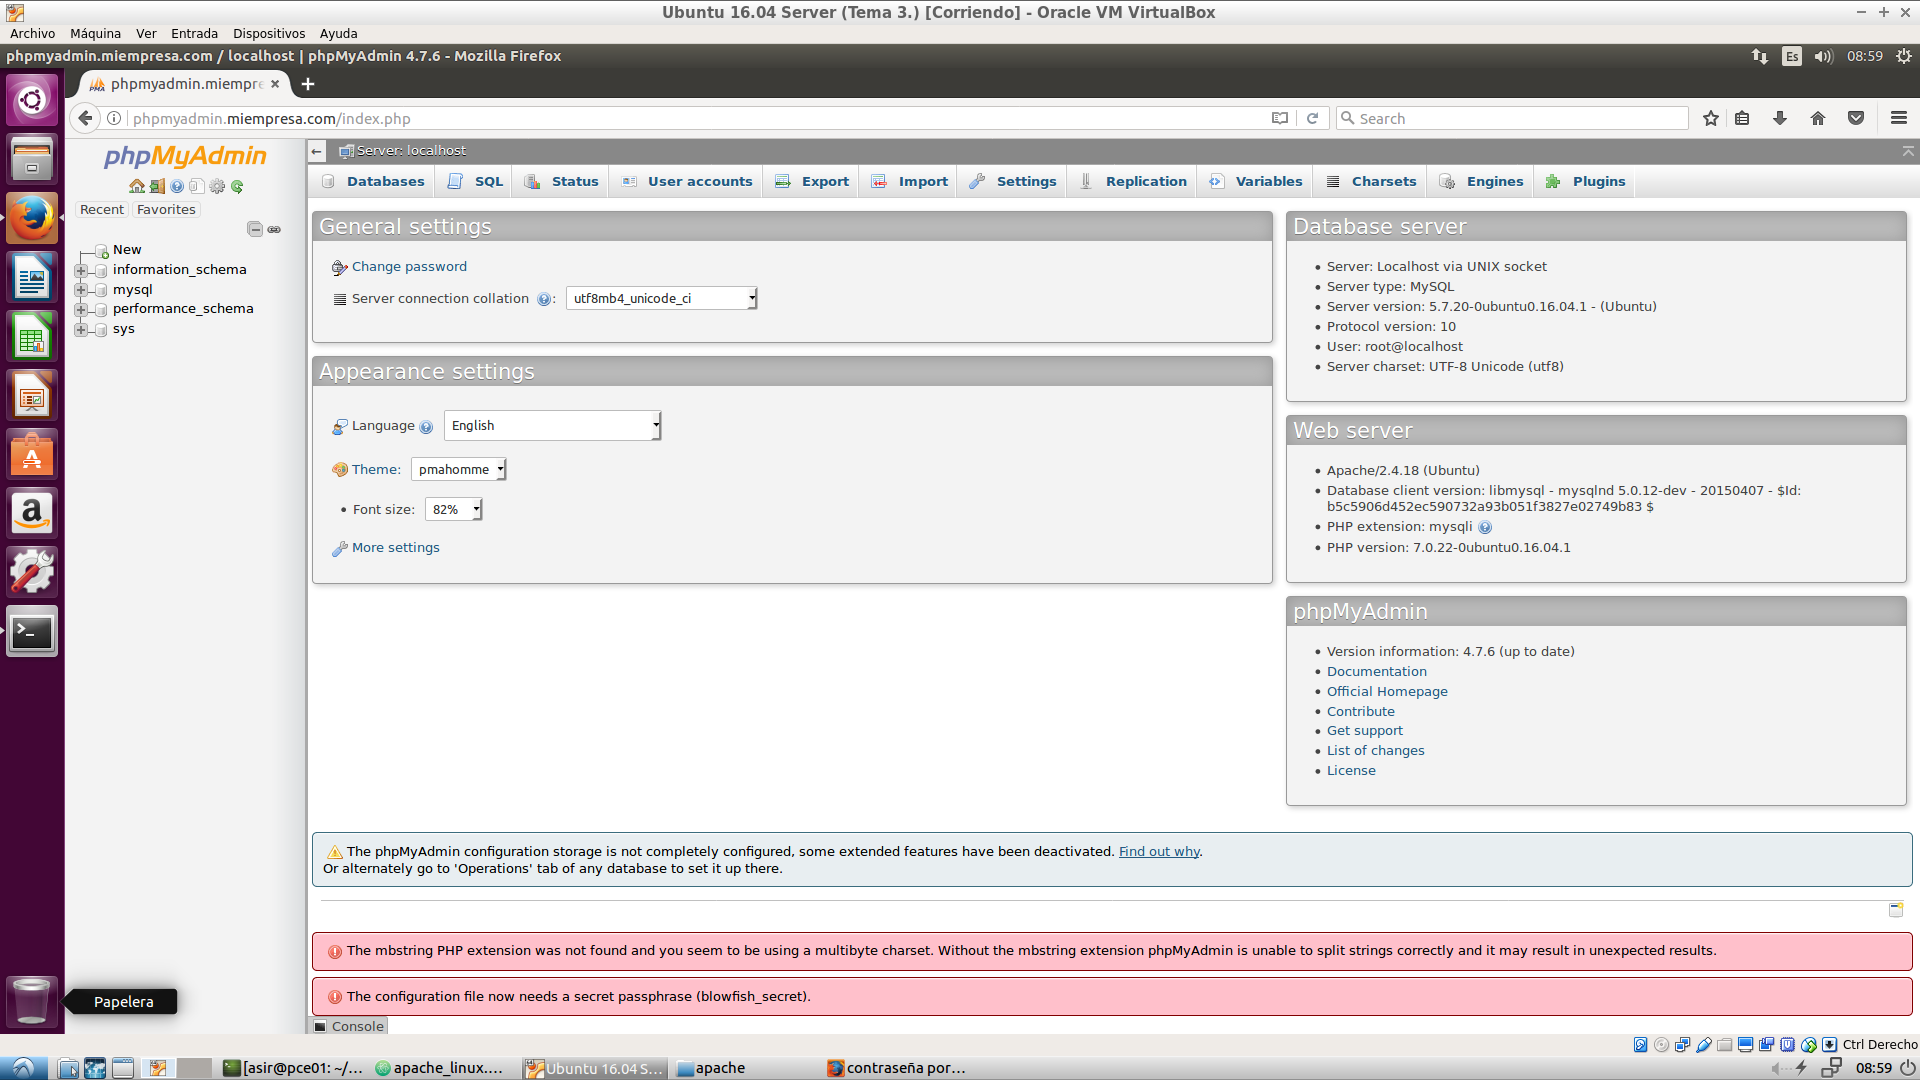 Ubuntu 16.04 Server (Tema 3.) [Corriendo] - Oracle VM VirtualBox
Archivo Máquina Ver Entrada Dispositivos Ayuda
phpmyadmin.miempresa.com / localhost | phpMyAdmin 4.7.6 - Mozilla Firefox
Es 08:59
phpmyadmin.miempre
phpmyadmin.miempresa.com/index.php
Search
phpMyAdmin
Recent Favorites
New
information_schema
mysql
performance_schema
sys
Server: localhost
Databases SQL Status User accounts Export Import Settings Replication Variables Charsets Engines Plugins
General settings
Change password
Server connection collation : utf8mb4_unicode_ci
Appearance settings
Language English
Theme: pmahomme
• Font size: 82%
More settings
Database server
• Server: Localhost via UNIX socket
• Server type: MySQL
• Server version: 5.7.20-0ubuntu0.16.04.1 - (Ubuntu)
• Protocol version: 10
• User: root@localhost
• Server charset: UTF-8 Unicode (utf8)
Web server
• Apache/2.4.18 (Ubuntu)
• Database client version: libmysql - mysqlnd 5.0.12-dev - 20150407 - $Id:
b5c5906d452ec590732a93b051f3827e02749b83 $
• PHP extension: mysqli
• PHP version: 7.0.22-0ubuntu0.16.04.1
phpMyAdmin
• Version information: 4.7.6 (up to date)
• Documentation
• Official Homepage
• Contribute
• Get support
• List of changes
• License
The phpMyAdmin configuration storage is not completely configured, some extended features have been deactivated. Find out why.
Or alternately go to 'Operations' tab of any database to set it up there.
The mbstring PHP extension was not found and you seem to be using a multibyte charset. Without the mbstring extension phpMyAdmin is unable to split strings correctly and it may result in unexpected results.
The configuration file now needs a secret passphrase (blowfish_secret).
Papelera
Console
Ctrl Derecho
[asir@pce01: ~/... apache_linux.... Ubuntu 16.04 S... apache contraseña por... 08:59